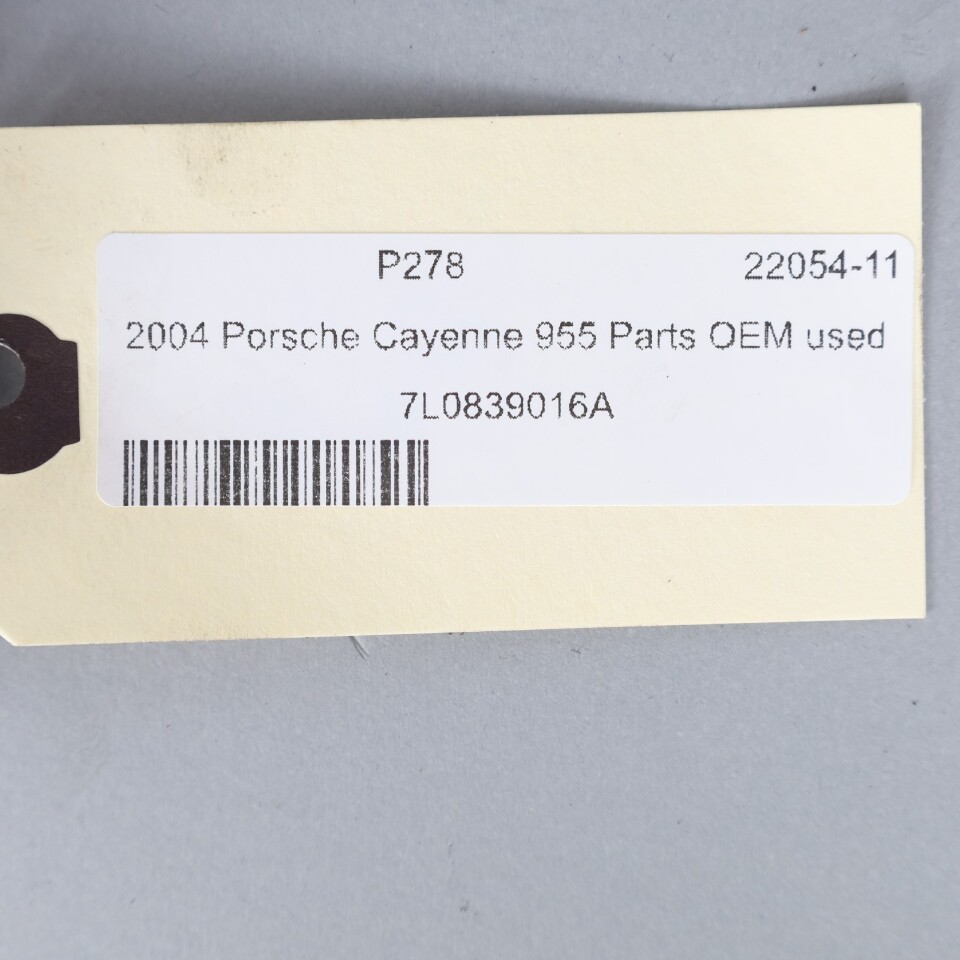 P278 22054-11
2004 Porsche Cayenne 955 Parts OEM used
7L0839016A